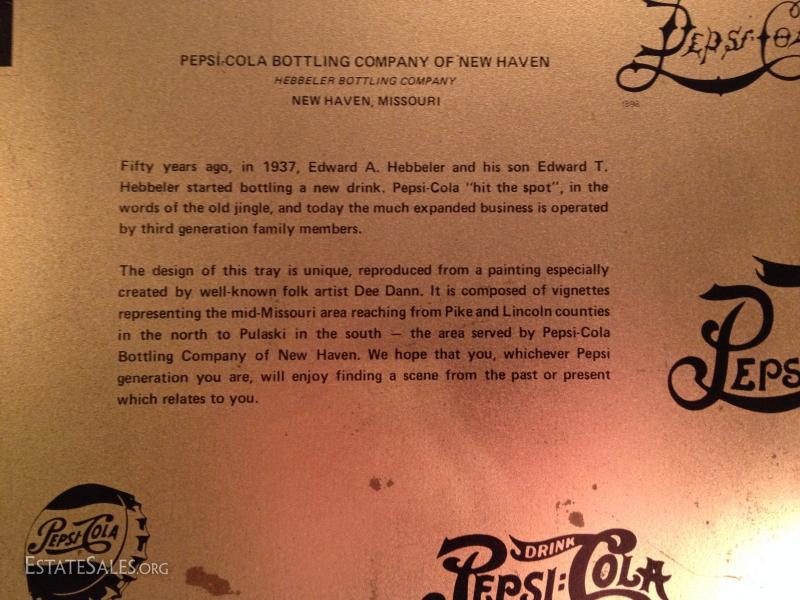 PEPSI-COLA BOTTLING COMPANY OF NEW HAVEN
HEBBELER BOTTLING COMPANY
NEW HAVEN, MISSOURI
PEPSI-CO
1898
Fifty years ago, in 1937, Edward A. Hebbeler and his son Edward T.
Hebbeler started bottling a new drink. Pepsi-Cola "hit the spot", in the
words of the old jingle, and today the much expanded business is operated
by third generation family members.
The design of this tray is unique, reproduced from a painting especially
created by well-known folk artist Dee Dann. It is composed of vignettes
representing the mid-Missouri area reaching from Pike and Lincoln counties
in the north to Pulaski in the south — the area served by Pepsi-Cola
Bottling Company of New Haven. We hope that you, whichever Pepsi
generation you are, will enjoy finding a scene from the past or present
which relates to you.
PEPS
PEPSI-COLA
DRINK
PEPSI:COLA
ESTATESALES.ORG